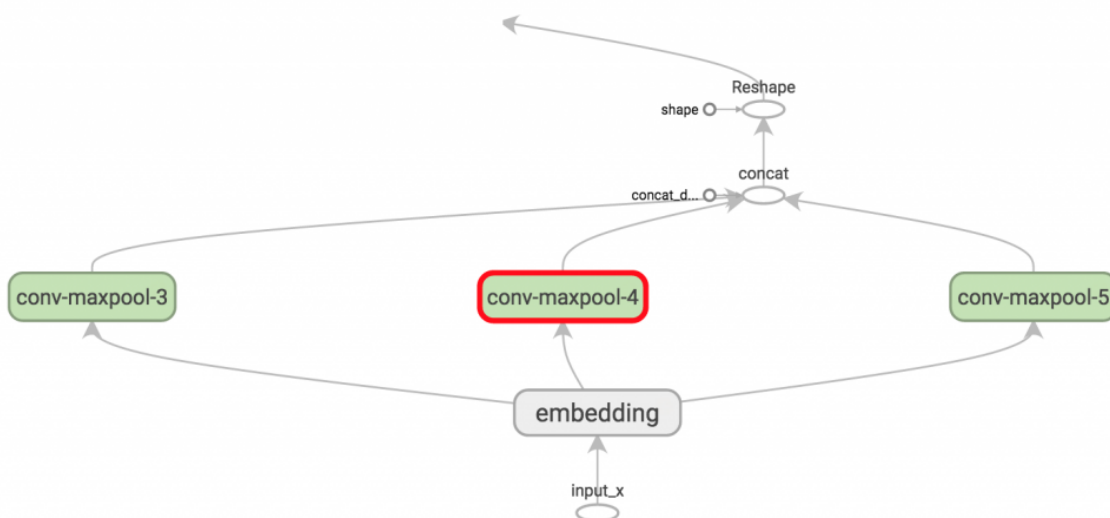 Reshape
shape
concat
concat_d...
conv-maxpool-3
conv-maxpool-4
conv-maxpool-5
embedding
input_x